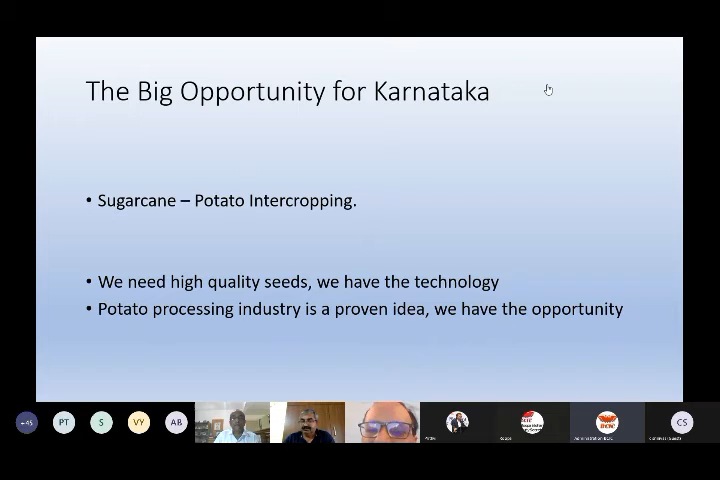 The Big Opportunity for Karnataka
• Sugarcane – Potato Intercropping.
• We need high quality seeds, we have the technology
• Potato processing industry is a proven idea, we have the opportunity
+45
PT
S
VY
AB
CS